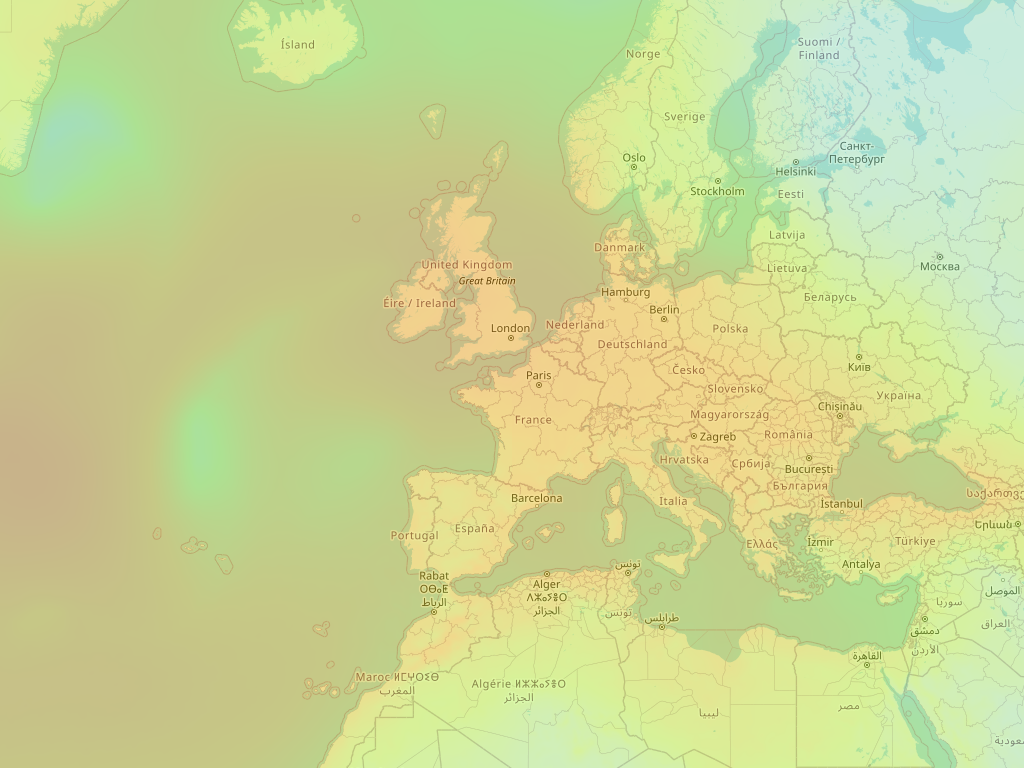 Ísland
Norge
Suomi /
Finland
Sverige
Oslo
Санкт-
Петербург
Helsinki
Stockholm
Eesti
Latvija
Danmark
United Kingdom
Lietuva
Москва
Great Britain
Hamburg
Беларусь
Éire / Ireland
Berlin
London
Nederland
Polska
Deutschland
Київ
Česko
Paris
Slovensko
Україна
Chișinău
France
Magyarország
Zagreb
România
Hrvatska
Србија
București
България
Barcelona
Italia
İstanbul
España
Portugal
Ελλάς
İzmir
Türkiye
Երևան
Antalya
تونس
Rabat
ⵔⴱⴰⵟ
الرباط
Alger
ⴷⵣⴰⵢⴻⵔ
الجزائر
تونس
طرابلس
سوريا
الموصل
دمشق
العراق
الأردن
القاهرة
Maroc ⵍⵎⵖⵔⵉⴱ
المغرب
Algérie ⵍⵣⵣⴰⵢⴻⵔ
الجزائر
ليبيا
مصر